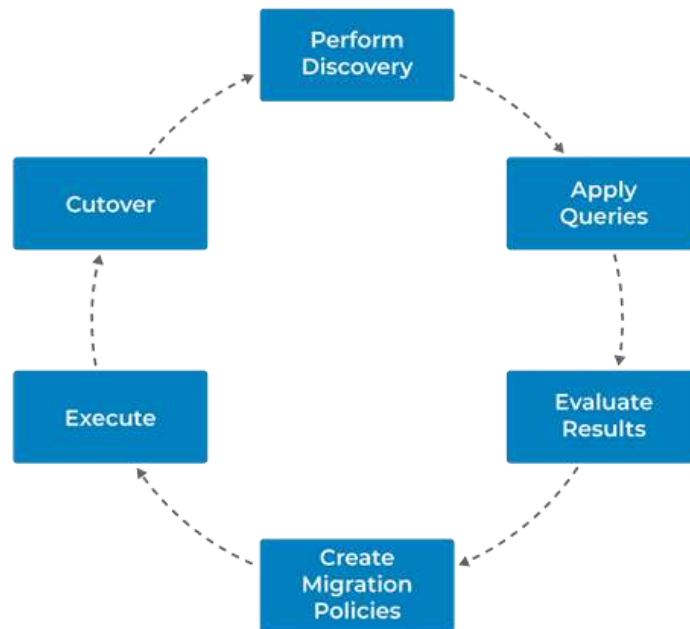 Perform
Discovery
Apply
Queries
Evaluate
Results
Create
Migration
Policies
Execute
Cutover